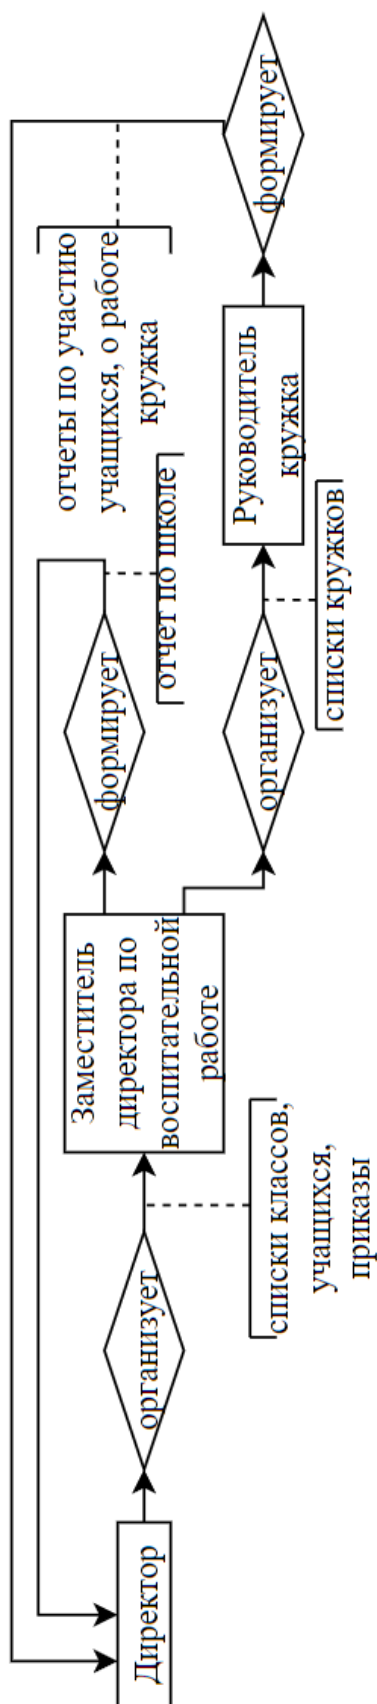 Директор
организует
списки классов,
учащихся,
приказы
Заместитель
директора по
воспитательной
работе
формирует
отчет по школе
организует
списки кружков
Руководитель
кружка
формирует
отчеты по участию
учащихся, о работе
кружка